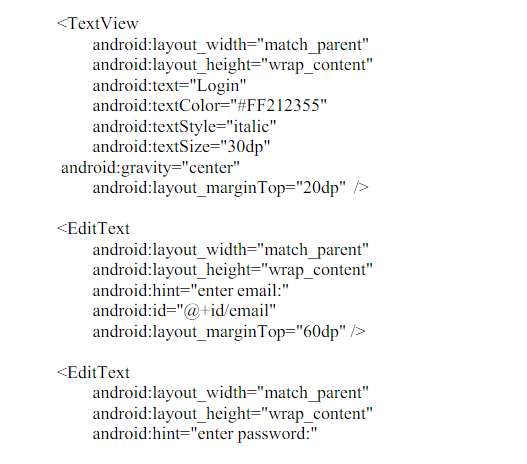 <TextView
android:layout_width="match_parent"
android:layout_height="wrap_content"
android:text="Login"
android:textColor="#FF212355"
android:textStyle="italic"
android:textSize="30dp"
android:gravity="center"
android:layout_marginTop="20dp" />
<EditText
android:layout_width="match_parent"
android:layout_height="wrap_content"
android:hint="enter email:"
android:id="@+id/email"
android:layout_marginTop="60dp" />
<EditText
android:layout_width="match_parent"
android:layout_height="wrap_content"
android:hint="enter password:"